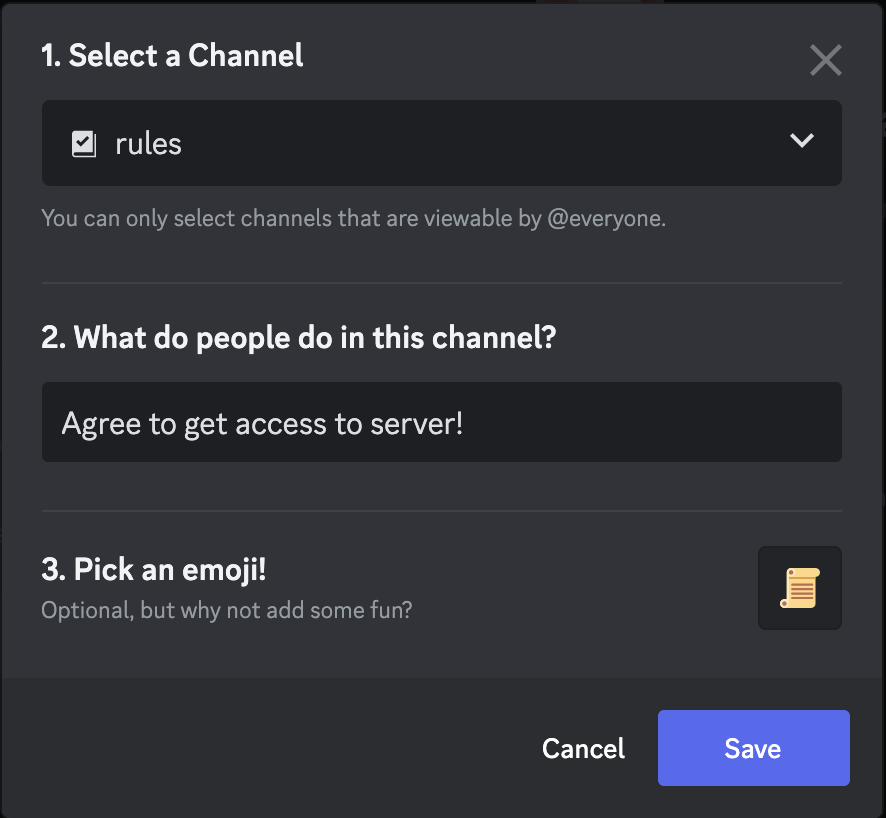 1. Select a Channel
rules
You can only select channels that are viewable by @everyone.
2. What do people do in this channel?
Agree to get access to server!
3. Pick an emoji!
Optional, but why not add some fun?
Cancel
Save